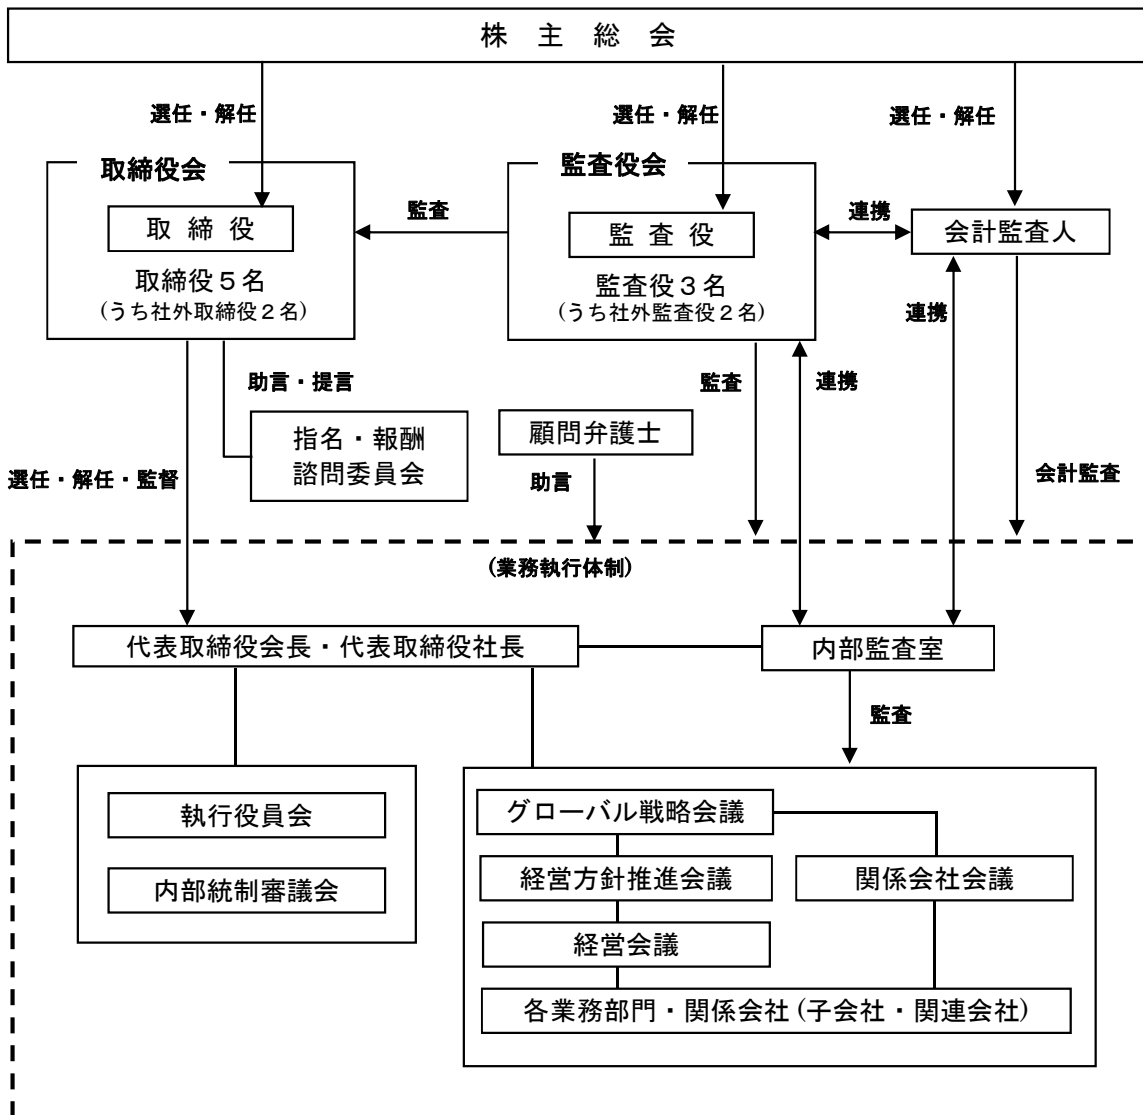 株 主 総 会
選任・解任
選任・解任
選任・解任
取締役会
監査役会
取 締 役
監査
監 査 役
連携
会計監査人
取締役５名
(うち社外取締役２名)
監査役３名
(うち社外監査役２名)
連携
助言・提言
監査
連携
指名・報酬
諮問委員会
顧問弁護士
選任・解任・監督
助言
会計監査
(業務執行体制)
代表取締役会長・代表取締役社長
内部監査室
監査
執行役員会
内部統制審議会
グローバル戦略会議
経営方針推進会議
関係会社会議
経営会議
各業務部門・関係会社 (子会社・関連会社)